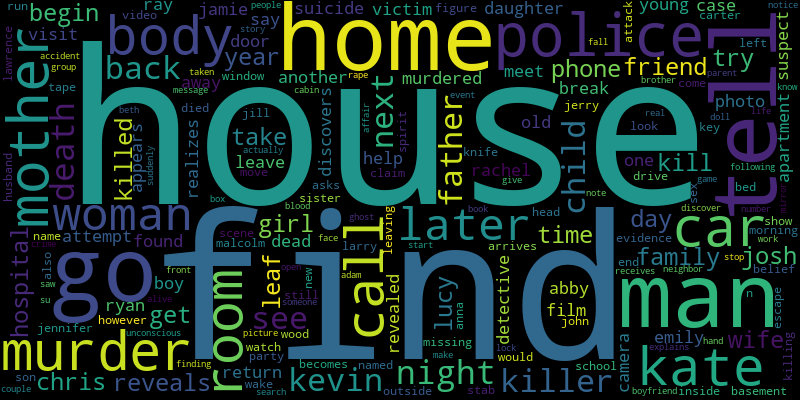 run begin ray jamie suicide victim daughter young case people
video say figure carter
lawrence visit body door home police attack notice
accident story year window left fall
group back taken rape another phone friend try suspect
tape away cabin murdered meet break brother parent
mother message died event photo come know
husband death appears beth jill affair spirit next father jerry real tell apartment
killed suddenly realizes discovers take old look key life
house
actually help knife child one kill doll
leave claim rachel drive following
move give sex game
woman box sister asks note bed number
name attempt found girl blood book head day car discover show
hospital scene ghost face leaving later time evidence morning work
also malcolm dead larry start arrives family josh
crime front go find call revealed detective abby end stop belief
saw ryan boy leaf open new adam lucy anna film receives neighbor n
su alive room see still someone john man escape
however get emily hand wife
jennifer unconscious picture wood missing would camera explains killing
murder finding watch party lock
son chris reveals return becomes named make school kate
couple wake kevin night killer boyfriend inside basement
search outside stab